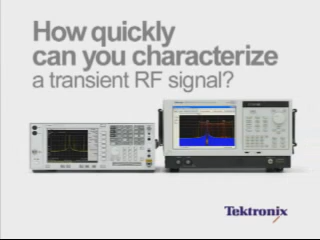 How quickly
can you characterize
a transient RF signal?
Tektronix